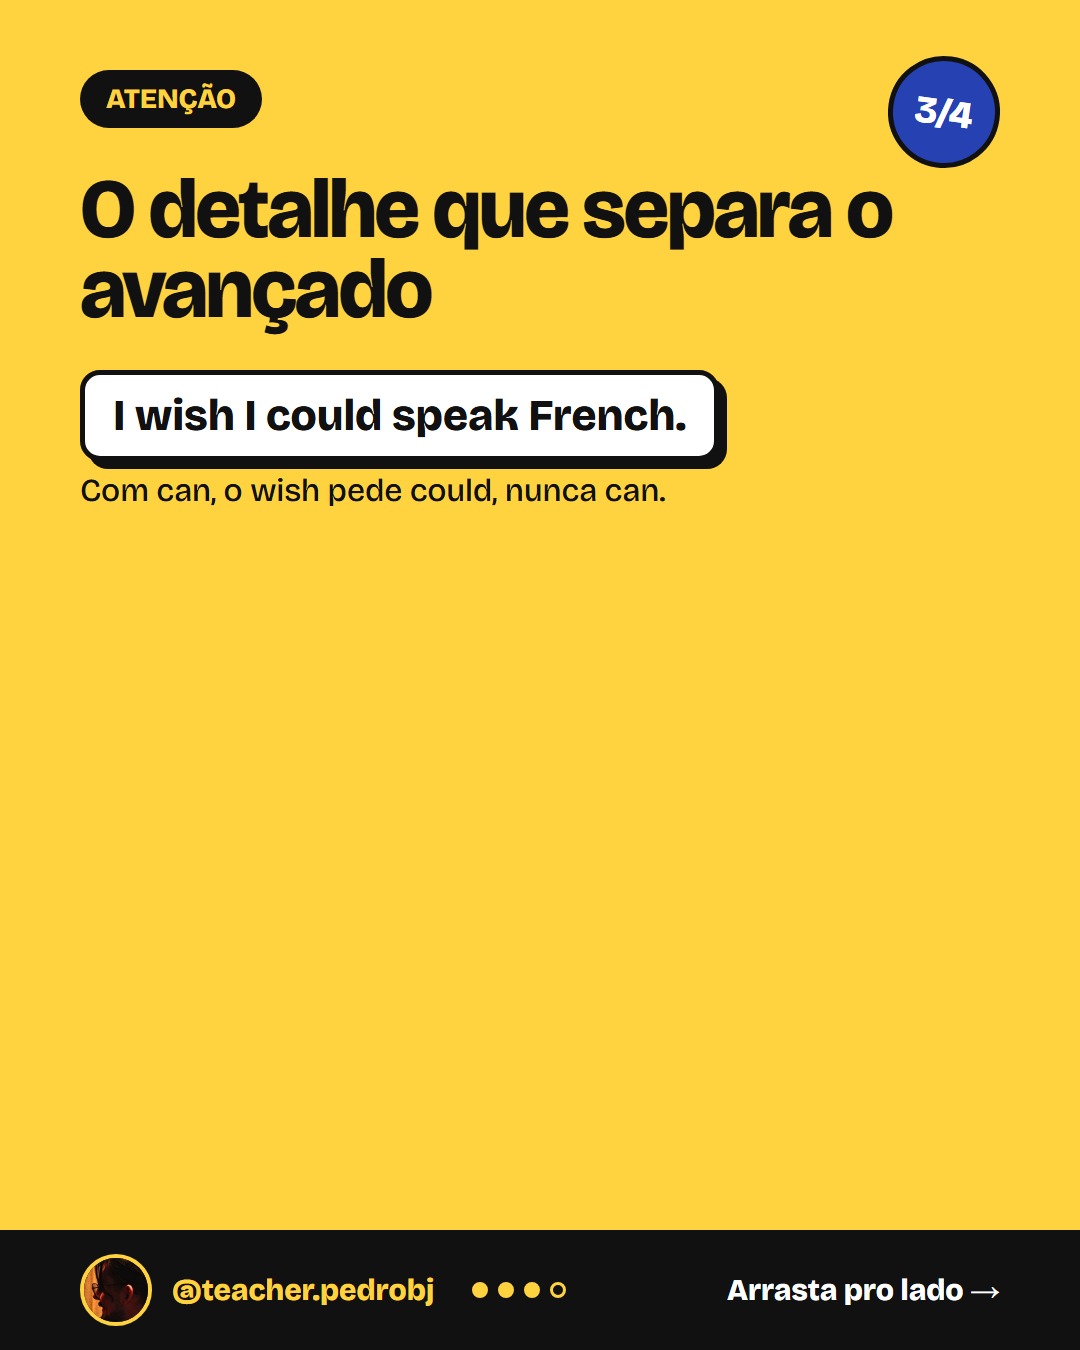 ATENÇÃO
3/4
O detalhe que separa o
avançado
I wish I could speak French.
Com can, o wish pede could, nunca can.
@teacher.pedrobj
Arrasta pro lado →